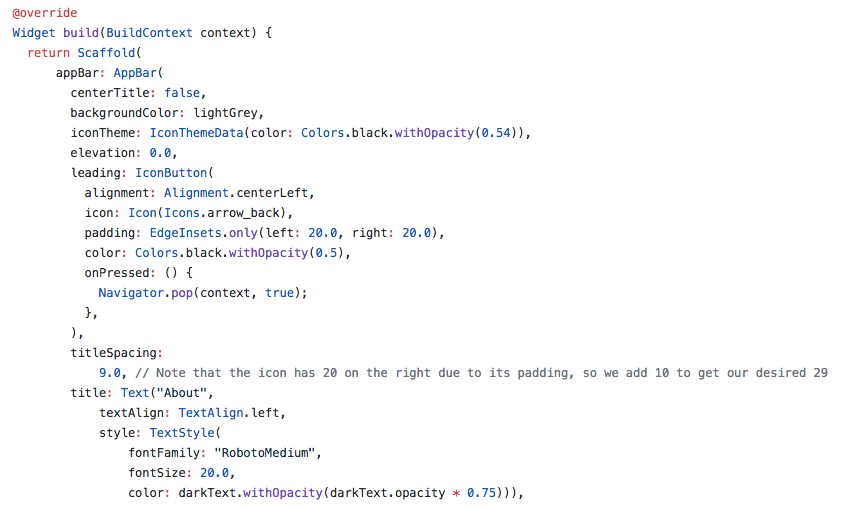 @override
Widget build(BuildContext context) {
  return Scaffold(
      appBar: AppBar(
        centerTitle: false,
        backgroundColor: lightGrey,
        iconTheme: IconThemeData(color: Colors.black.withOpacity(0.54)),
        elevation: 0.0,
        leading: IconButton(
          alignment: Alignment.centerLeft,
          icon: Icon(Icons.arrow_back),
          padding: EdgeInsets.only(left: 20.0, right: 20.0),
          color: Colors.black.withOpacity(0.5),
          onPressed: () {
            Navigator.pop(context, true);
          },
        ),
        titleSpacing:
            9.0, // Note that the icon has 20 on the right due to its padding, so we add 10 to get our desired 29
        title: Text("About",
            textAlign: TextAlign.left,
            style: TextStyle(
                fontFamily: "RobotoMedium",
                fontSize: 20.0,
                color: darkText.withOpacity(darkText.opacity * 0.75))),